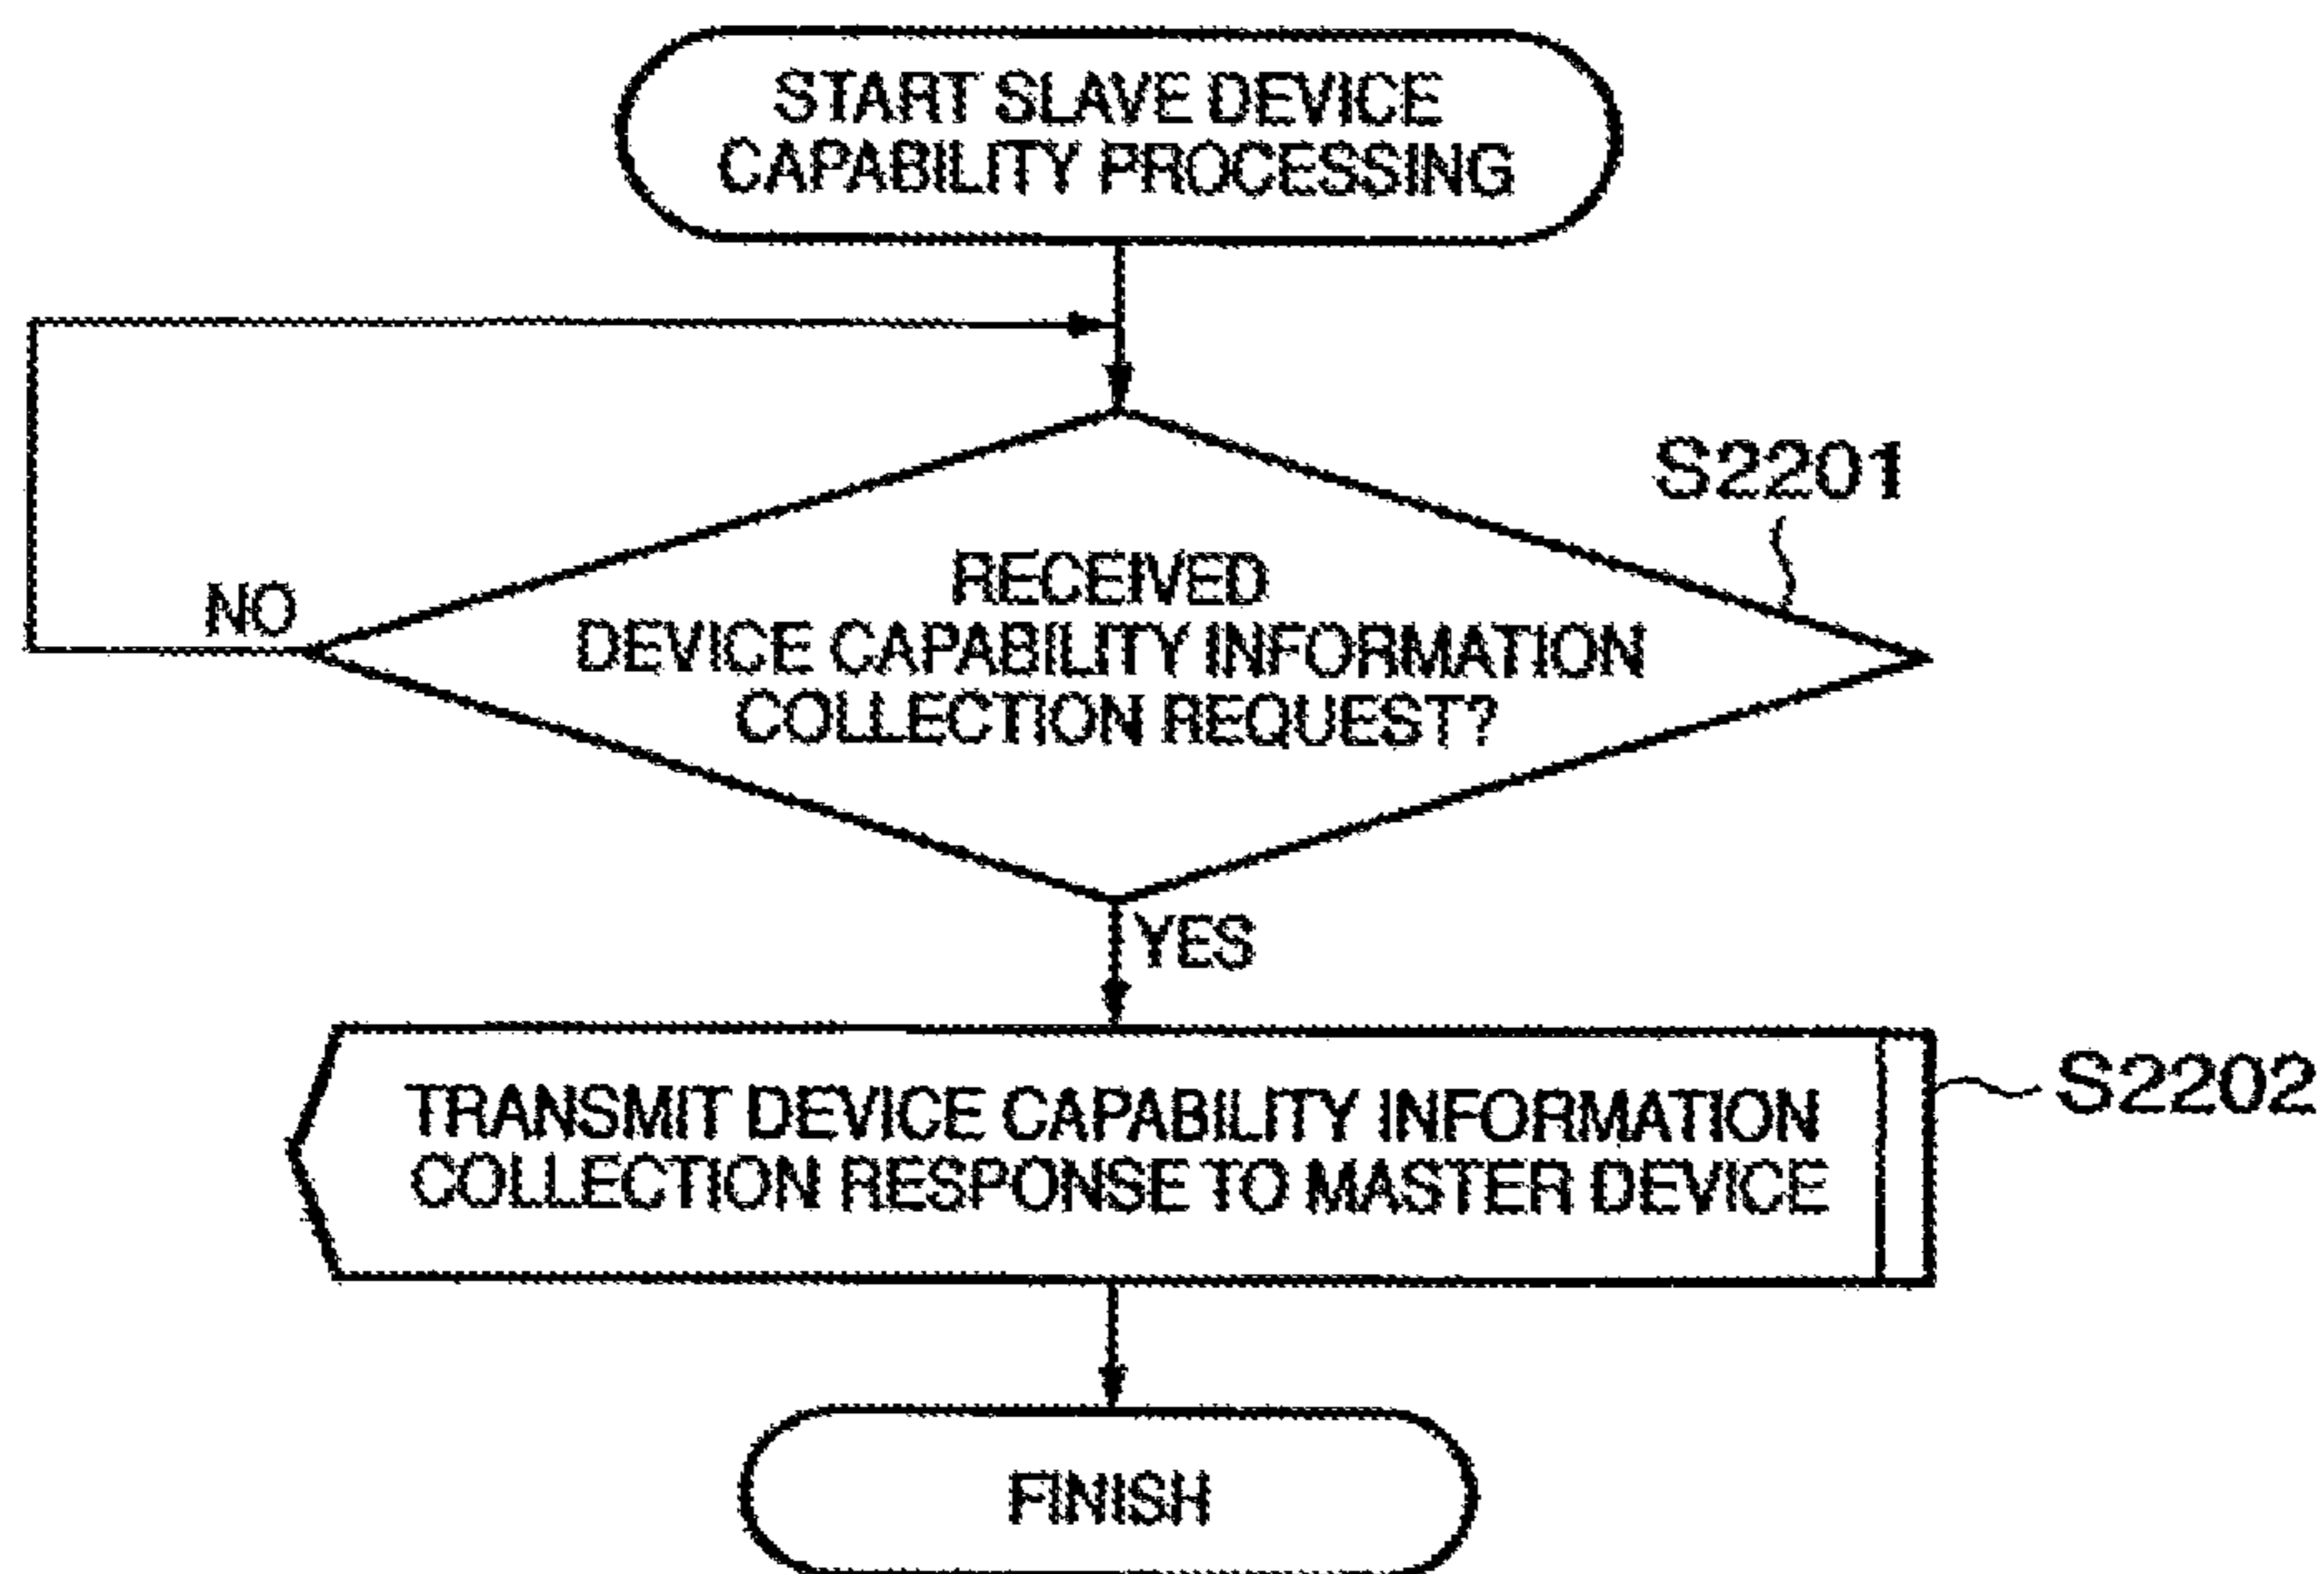 START SLAVE DEVICE
CAPABILITY PROCESSING
S2201
RECEIVED
DEVICE CAPABILITY INFORMATION
COLLECTION REQUEST?
NO
YES
TRANSMIT DEVICE CAPABILITY INFORMATION
COLLECTION RESPONSE TO MASTER DEVICE
S2202
FINISH